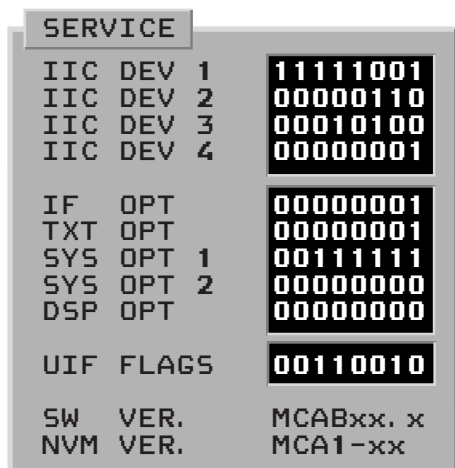 SERVICE
IIC DEV 1 11111001
IIC DEV 2 00000110
IIC DEV 3 00010100
IIC DEV 4 00000001
IF OPT 00000001
TXT OPT 00000001
SYS OPT 1 00111111
SYS OPT 2 00000000
DSP OPT 00000000
UIF FLAGS 00110010
SW VER. MCABxx.x
NVM VER. MCA1-xx